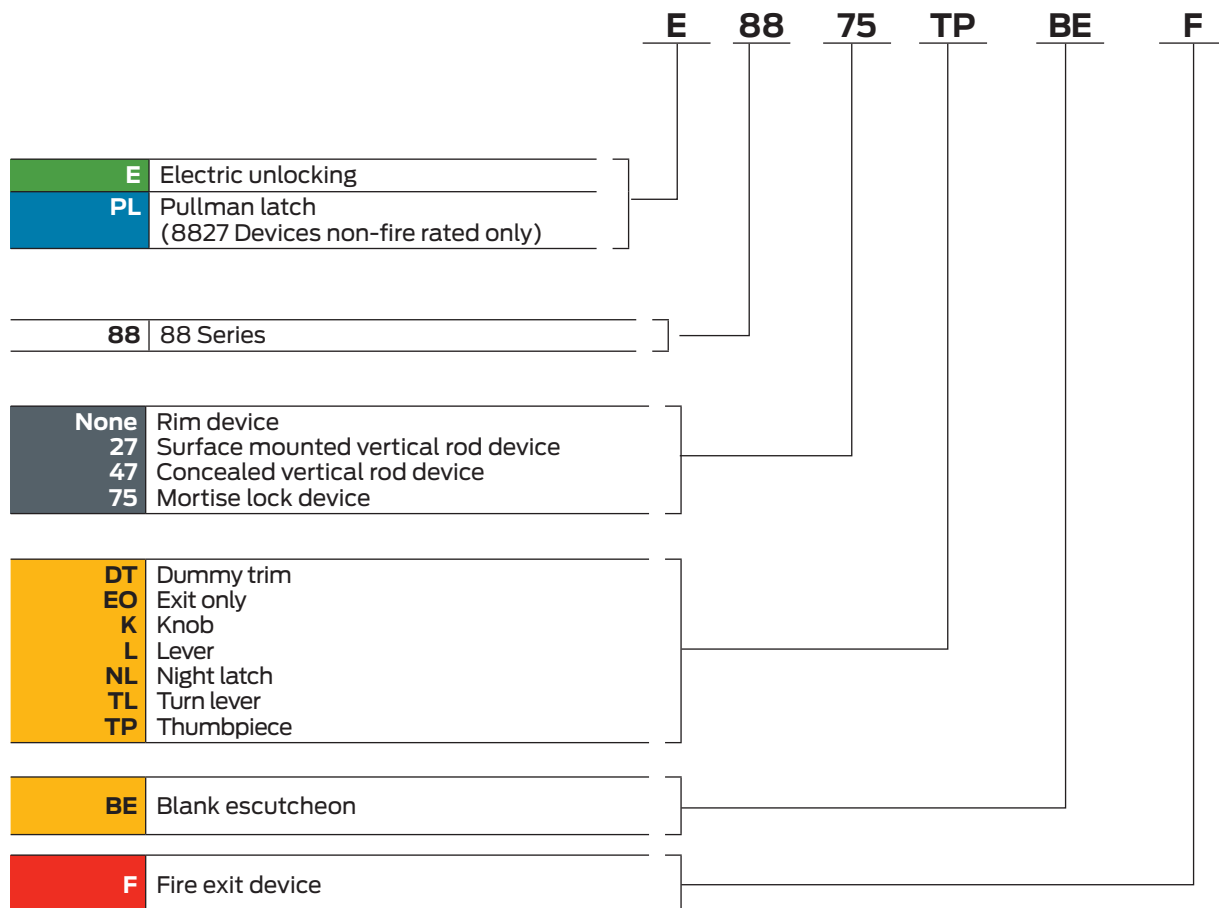 E 88 75 TP BE F
E Electric unlocking
PL Pullman latch
(8827 Devices non-fire rated only)
88 88 Series
None Rim device
27 Surface mounted vertical rod device
47 Concealed vertical rod device
75 Mortise lock device
DT Dummy trim
EO Exit only
K Knob
L Lever
NL Night latch
TL Turn lever
TP Thumbpiece
BE Blank escutcheon
F Fire exit device